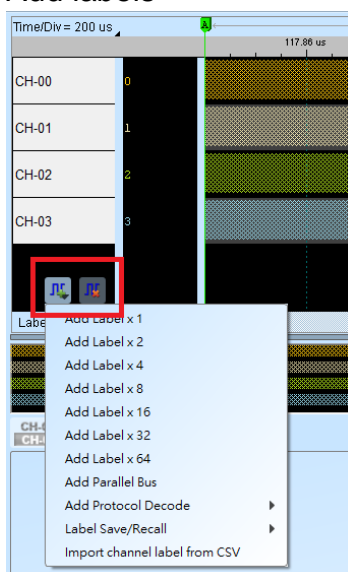 Add labels
Time/Div = 200 us
A
117.86 us
CH-00 0
CH-01 1
CH-02 2
CH-03 3
Labe
Add Label x 1
Add Label x 2
Add Label x 4
Add Label x 8
Add Label x 16
Add Label x 32
Add Label x 64
Add Parallel Bus
Add Protocol Decode
Label Save/Recall
Import channel label from CSV